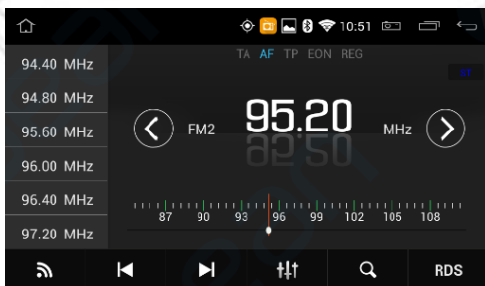 10:51
TA AF TP EON REG
94.40 MHz
94.80 MHz
95.60 MHz
96.00 MHz
96.40 MHz
97.20 MHz
FM2 95.20 MHz
87 90 93 96 99 102 105 108
RDS